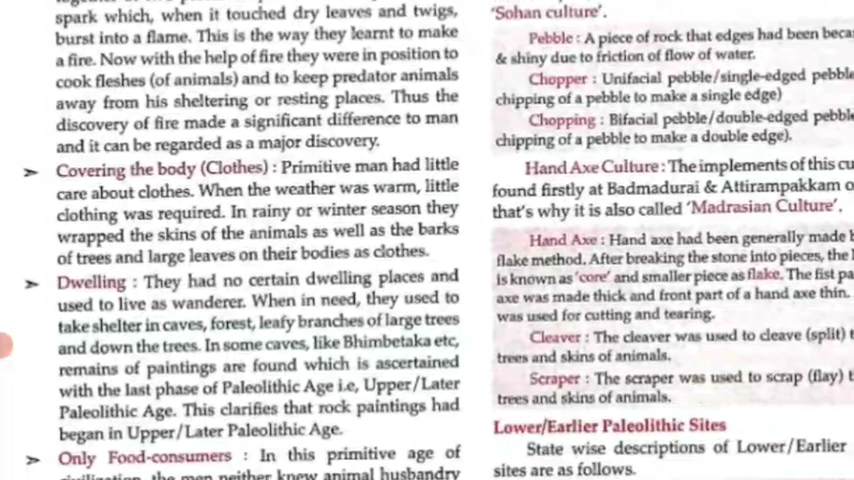 spark which, when it touched dry leaves and twigs,
burst into a flame. This is the way they learnt to make
a fire. Now with the help of fire they were in position to
cook fleshes (of animals) and to keep predator animals
away from his sheltering or resting places. Thus the
discovery of fire made a significant difference to man
and it can be regarded as a major discovery.
➢ Covering the body (Clothes) : Primitive man had little
care about clothes. When the weather was warm, little
clothing was required. In rainy or winter season they
wrapped the skins of the animals as well as the barks
of trees and large leaves on their bodies as clothes.
➢ Dwelling : They had no certain dwelling places and
used to live as wanderer. When in need, they used to
take shelter in caves, forest, leafy branches of large trees
and down the trees. In some caves, like Bhimbetaka etc,
remains of paintings are found which is ascertained
with the last phase of Paleolithic Age i.e, Upper/Later
Paleolithic Age. This clarifies that rock paintings had
began in Upper/Later Paleolithic Age.
➢ Only Food-consumers : In this primitive age of
the men neither knew animal husbandry
'Sohan culture'.
Pebble : A piece of rock that edges had been
& shiny due to friction of flow of water.
Chopper : Unifacial pebble/single-edged
chipping of a pebble to make a single edge)
Chopping : Bifacial pebble/double-edged
chipping of a pebble to make a double edge).
Hand Axe Culture : The implements of this
found firstly at Badmadurai & Attirampakkam
that's why it is also called 'Madrasian Culture'.
Hand Axe : Hand axe had been generally made
flake method. After breaking the stone into pieces, the
is known as 'core' and smaller piece as flake. The fist
axe was made thick and front part of a hand axe thin.
was used for cutting and tearing.
Cleaver : The cleaver was used to cleave (split)
trees and skins of animals.
Scraper : The scraper was used to scrap (flay)
trees and skins of animals.
Lower/Earlier Paleolithic Sites
State wise descriptions of Lower/Earlier
sites are as follows.